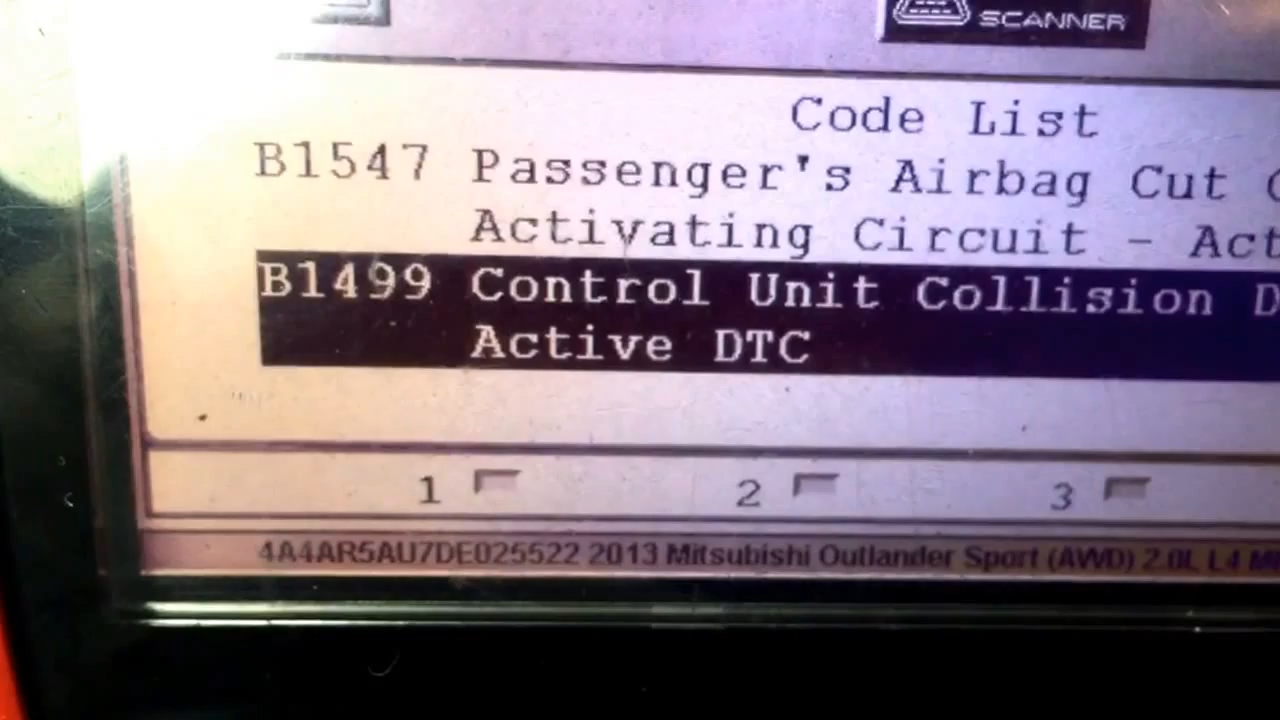 SCANNER
Code List
B1547 Passenger's Airbag Cut
Activating Circuit - Act
B1499 Control Unit Collision D
Active DTC
1 2 3
4A4AR5AU7DE025522 2013 Mitsubishi Outlander Sport (AWD) 2.0L L4